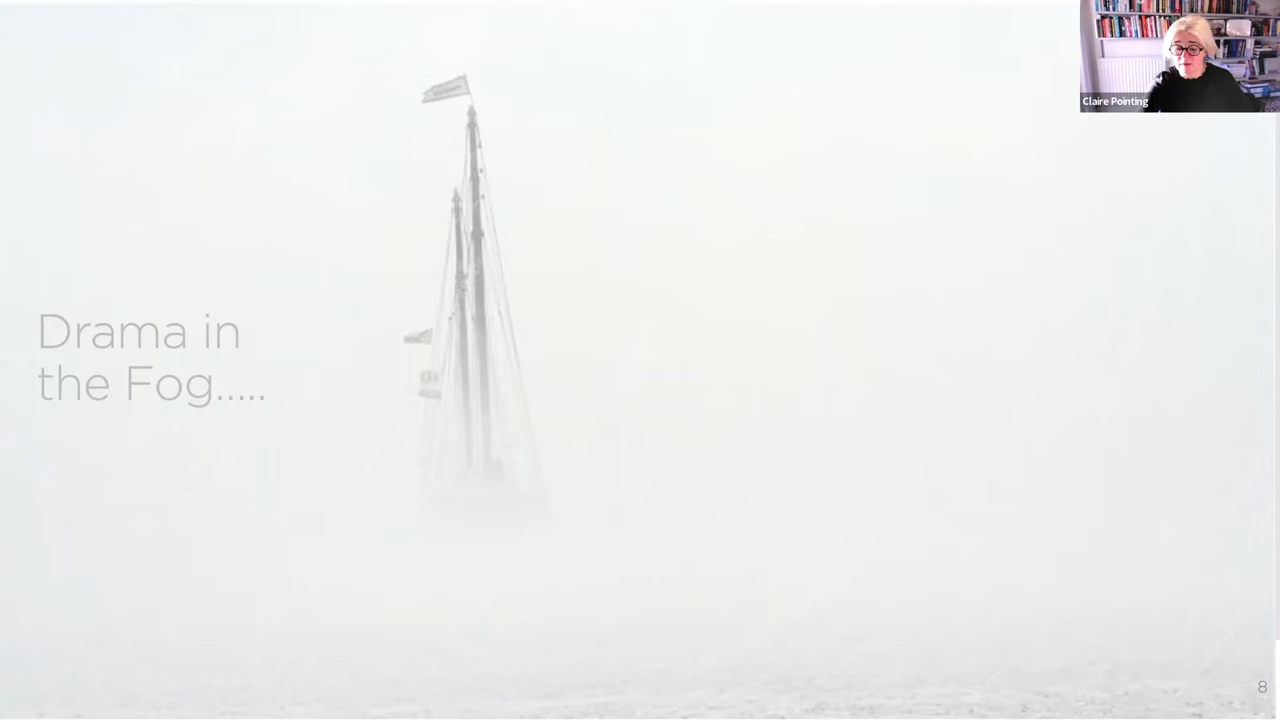 Claire Pointing
Drama in
the Fog.....
8